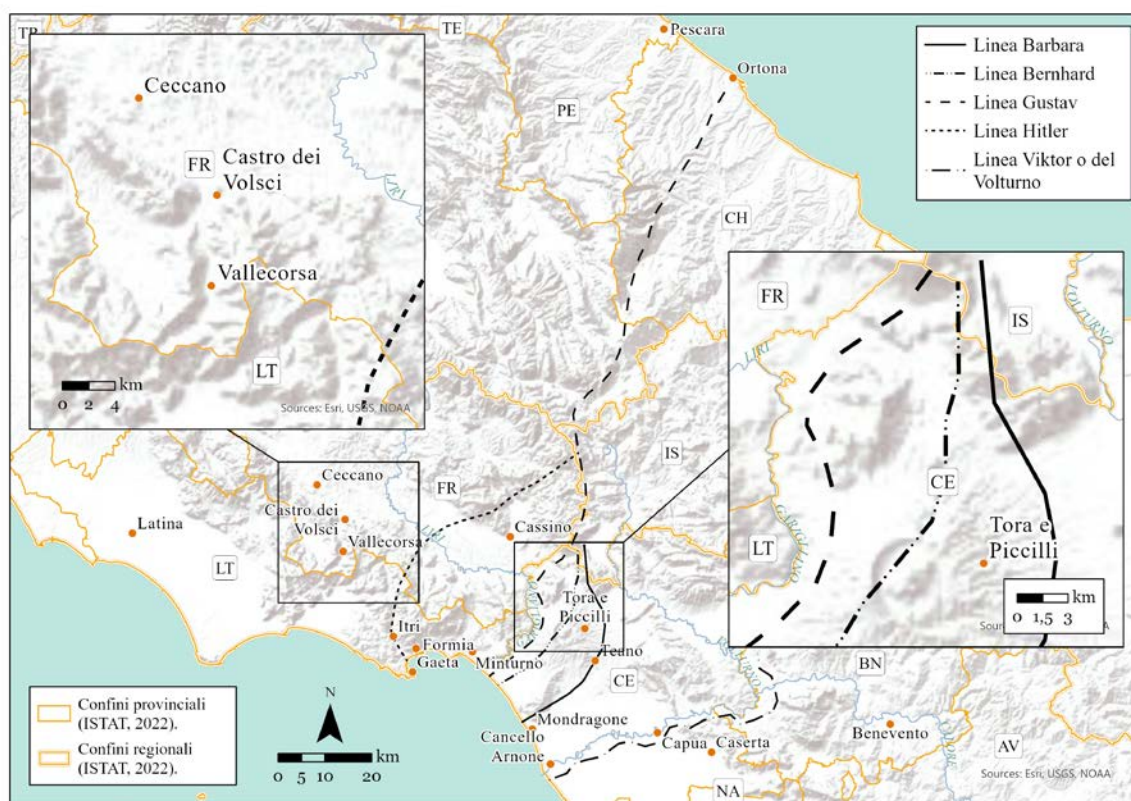 TR
TE
Pescara
Ortona
PE
CH
Linea Barbara
Linea Bernhard
Linea Gustav
Linea Hitler
Linea Viktor o del
Volturno
Ceccano
FR
Castro dei
Volsci
LIRI
Vallecorsa
LT
km
0 2 4
Sources: Esri, USGS, NOAA
FR
IS
VOLTURNO
LIRI
CE
GARIGLIANO
LT
Tora e
Piccilli
km
0 1,5 3
IS
FR
Ceccano
Castro dei
Volsci
Vallecorsa
LIRI
Latina
LT
Cassino
Tora e
Piccilli
Itri
Formia
Gaeta
Minturno
Teano
CE
BN
Mondragone
Cancello
Arnone
Capua
Caserta
Benevento
AV
NA
Confini provinciali
(ISTAT, 2022).
Confini regionali
(ISTAT, 2022).
N
km
0 5 10 20
Sources: Esri, USGS, NOAA